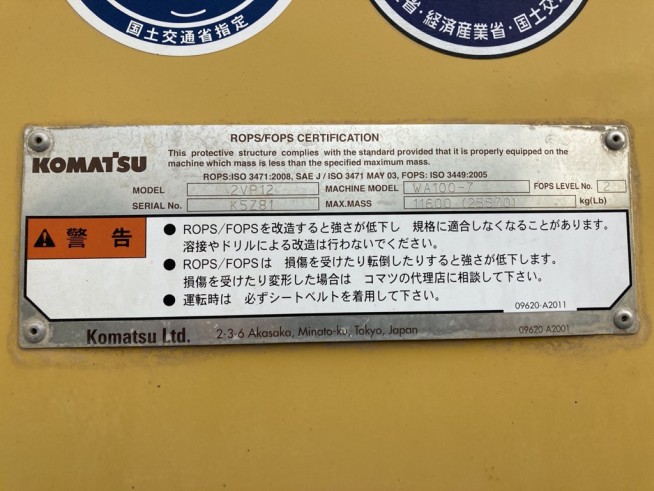 国土交通省指定
省・経済産業省・国土交
ROPS/FOPS CERTIFICATION
KOMATSU
This protective structure complies with the standard provided that it is properly equipped on the
machine which mass is less than the specified maximum mass.
ROPS:ISO 3471:2008, SAE J / ISO 3471 MAY 03, FOPS: ISO 3449:2005
MODEL 2VP12 MACHINE MODEL WA100-7 FOPS LEVEL No. 2
SERIAL No. K5Z81 MAX.MASS 11600 (25570) kg(Lb)
警告
● ROPS/FOPSを改造すると強さが低下し 規格に適合しなくなることがあります。
溶接やドリルによる改造は行わないでください。
● ROPS/FOPSは 損傷を受けたり転倒したりすると強さが低下します。
損傷を受けたり変形した場合は コマツの代理店に相談して下さい。
● 運転時は 必ずシートベルトを着用して下さい。
09620-A2011
Komatsu Ltd. 2-3-6 Akasaka, Minato-ku, Tokyo, Japan 09620 A2001